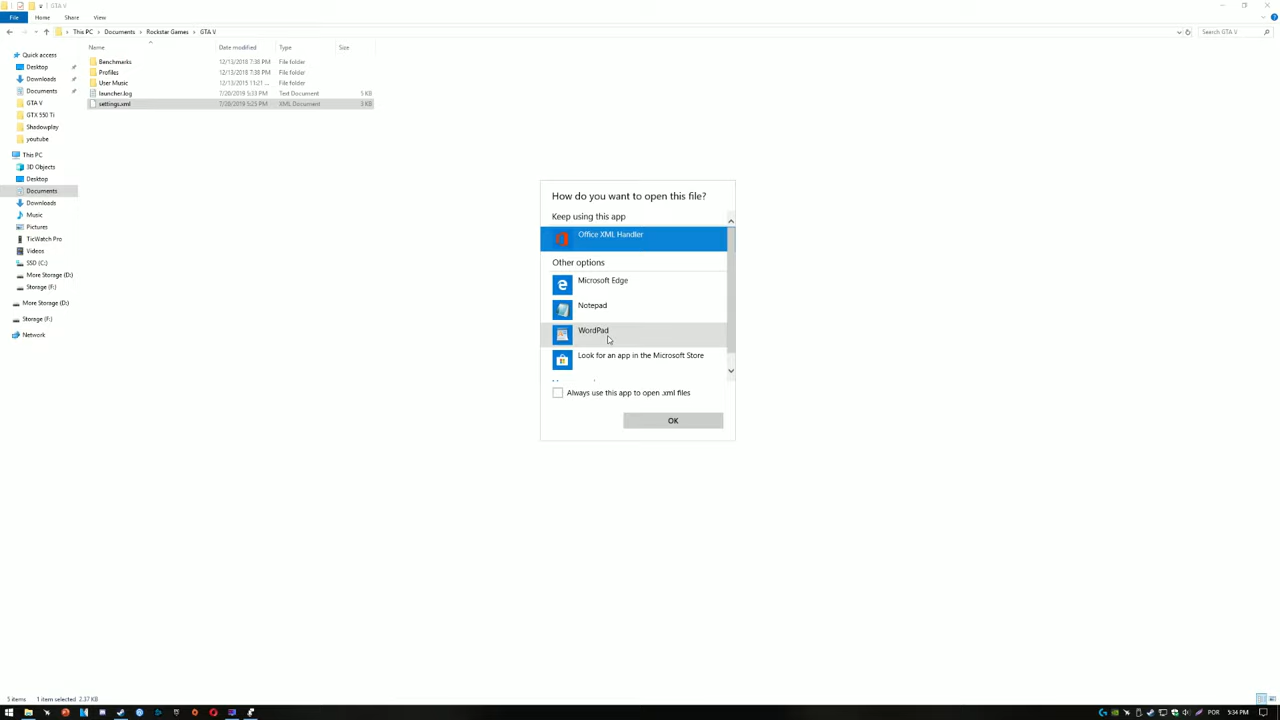 GTA V
File Home Share View
This PC › Documents › Rockstar Games › GTA V
Search GTA V
Name Date modified Type Size
Benchmarks 12/13/2018 7:38 PM File folder
Profiles 12/13/2018 7:38 PM File folder
User Music 12/13/2015 11:21 ... File folder
launcher.log 7/20/2019 5:33 PM Text Document 5 KB
settings.xml 7/20/2019 5:25 PM XML Document 3 KB
Quick access
Desktop
Downloads
Documents
GTA V
GTX 550 Ti
Shadowplay
youtube
This PC
3D Objects
Desktop
Documents
Downloads
Music
Pictures
TicWatch Pro
Videos
SSD (C:)
More Storage (D:)
Storage (F:)
More Storage (D:)
Storage (F:)
Network
How do you want to open this file?
Keep using this app
Office XML Handler
Other options
Microsoft Edge
Notepad
WordPad
Look for an app in the Microsoft Store
Always use this app to open .xml files
OK
5 items 1 item selected 2.37 KB
POR 5:34 PM